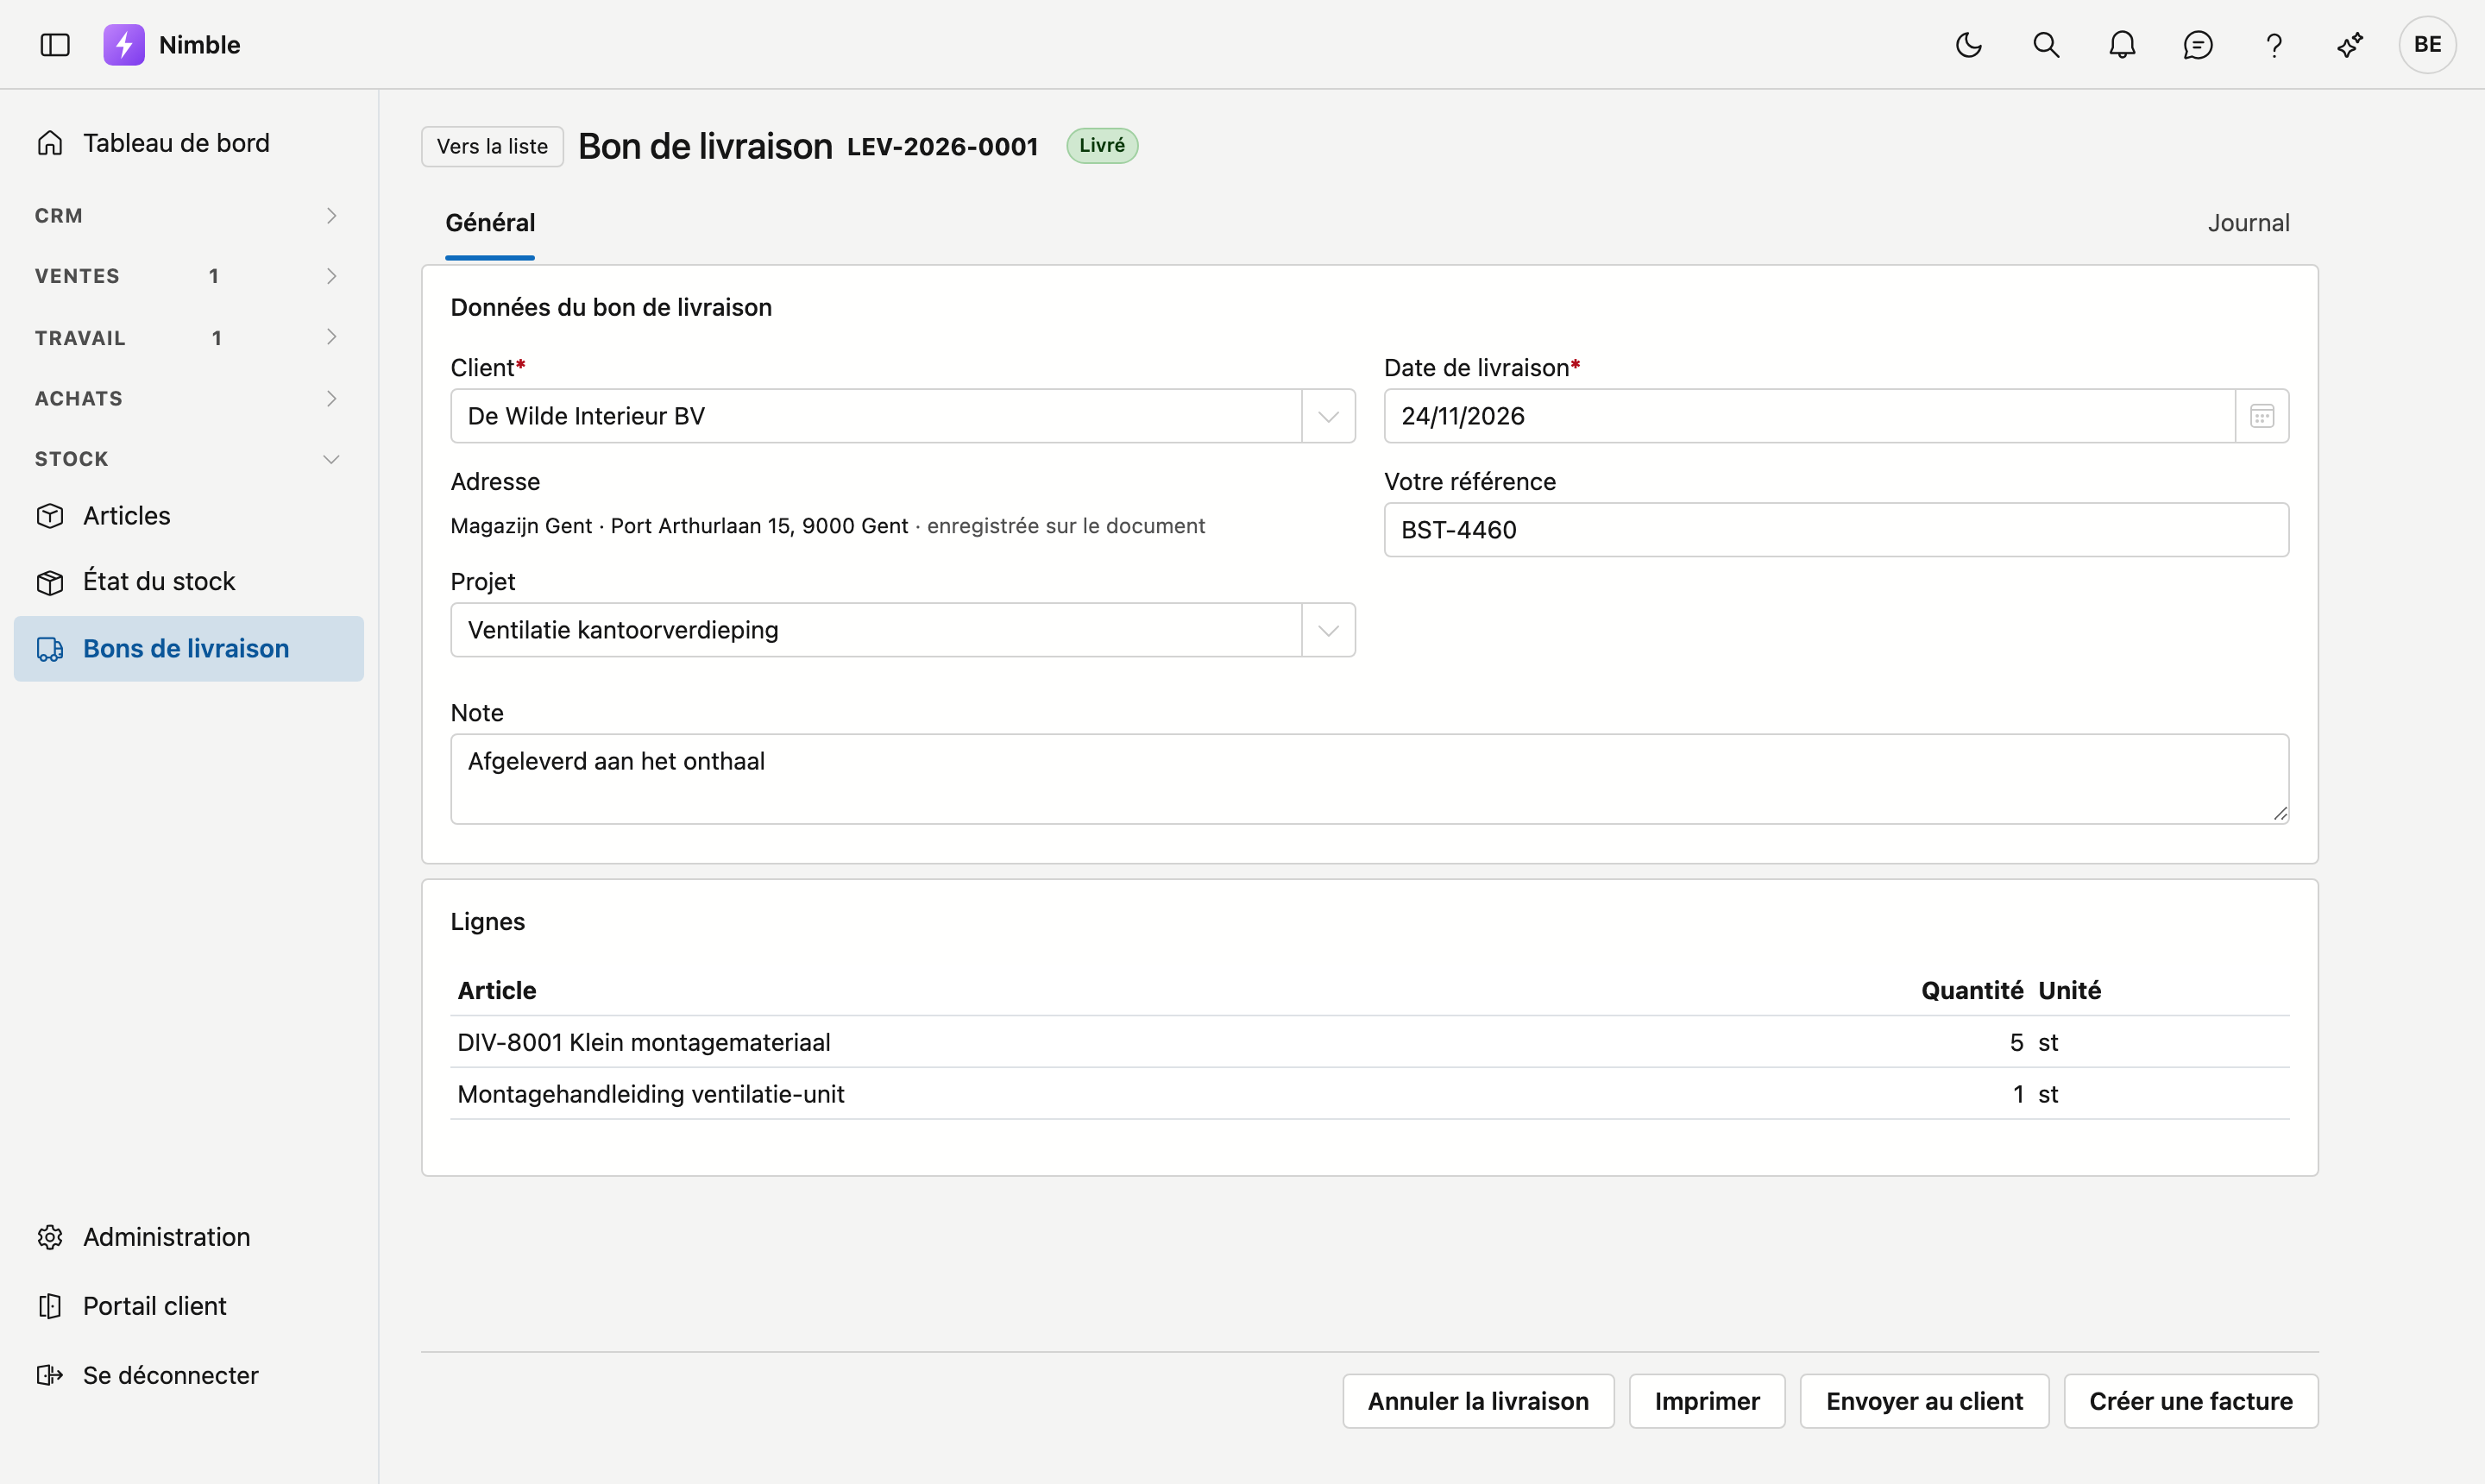 Nimble
BE
Tableau de bord
CRM
VENTES 1
TRAVAIL 1
ACHATS
STOCK
Articles
État du stock
Bons de livraison
Administration
Portail client
Se déconnecter
Vers la liste
Bon de livraison LEV-2026-0001 Livré
Général
Journal
Données du bon de livraison
Client*
De Wilde Interieur BV
Date de livraison*
24/11/2026
Adresse
Magazijn Gent · Port Arthurlaan 15, 9000 Gent · enregistrée sur le document
Votre référence
BST-4460
Projet
Ventilatie kantoorverdieping
Note
Afgeleverd aan het onthaal
Lignes
Article Quantité Unité
DIV-8001 Klein montagemateriaal 5 st
Montagehandleiding ventilatie-unit 1 st
Annuler la livraison
Imprimer
Envoyer au client
Créer une facture